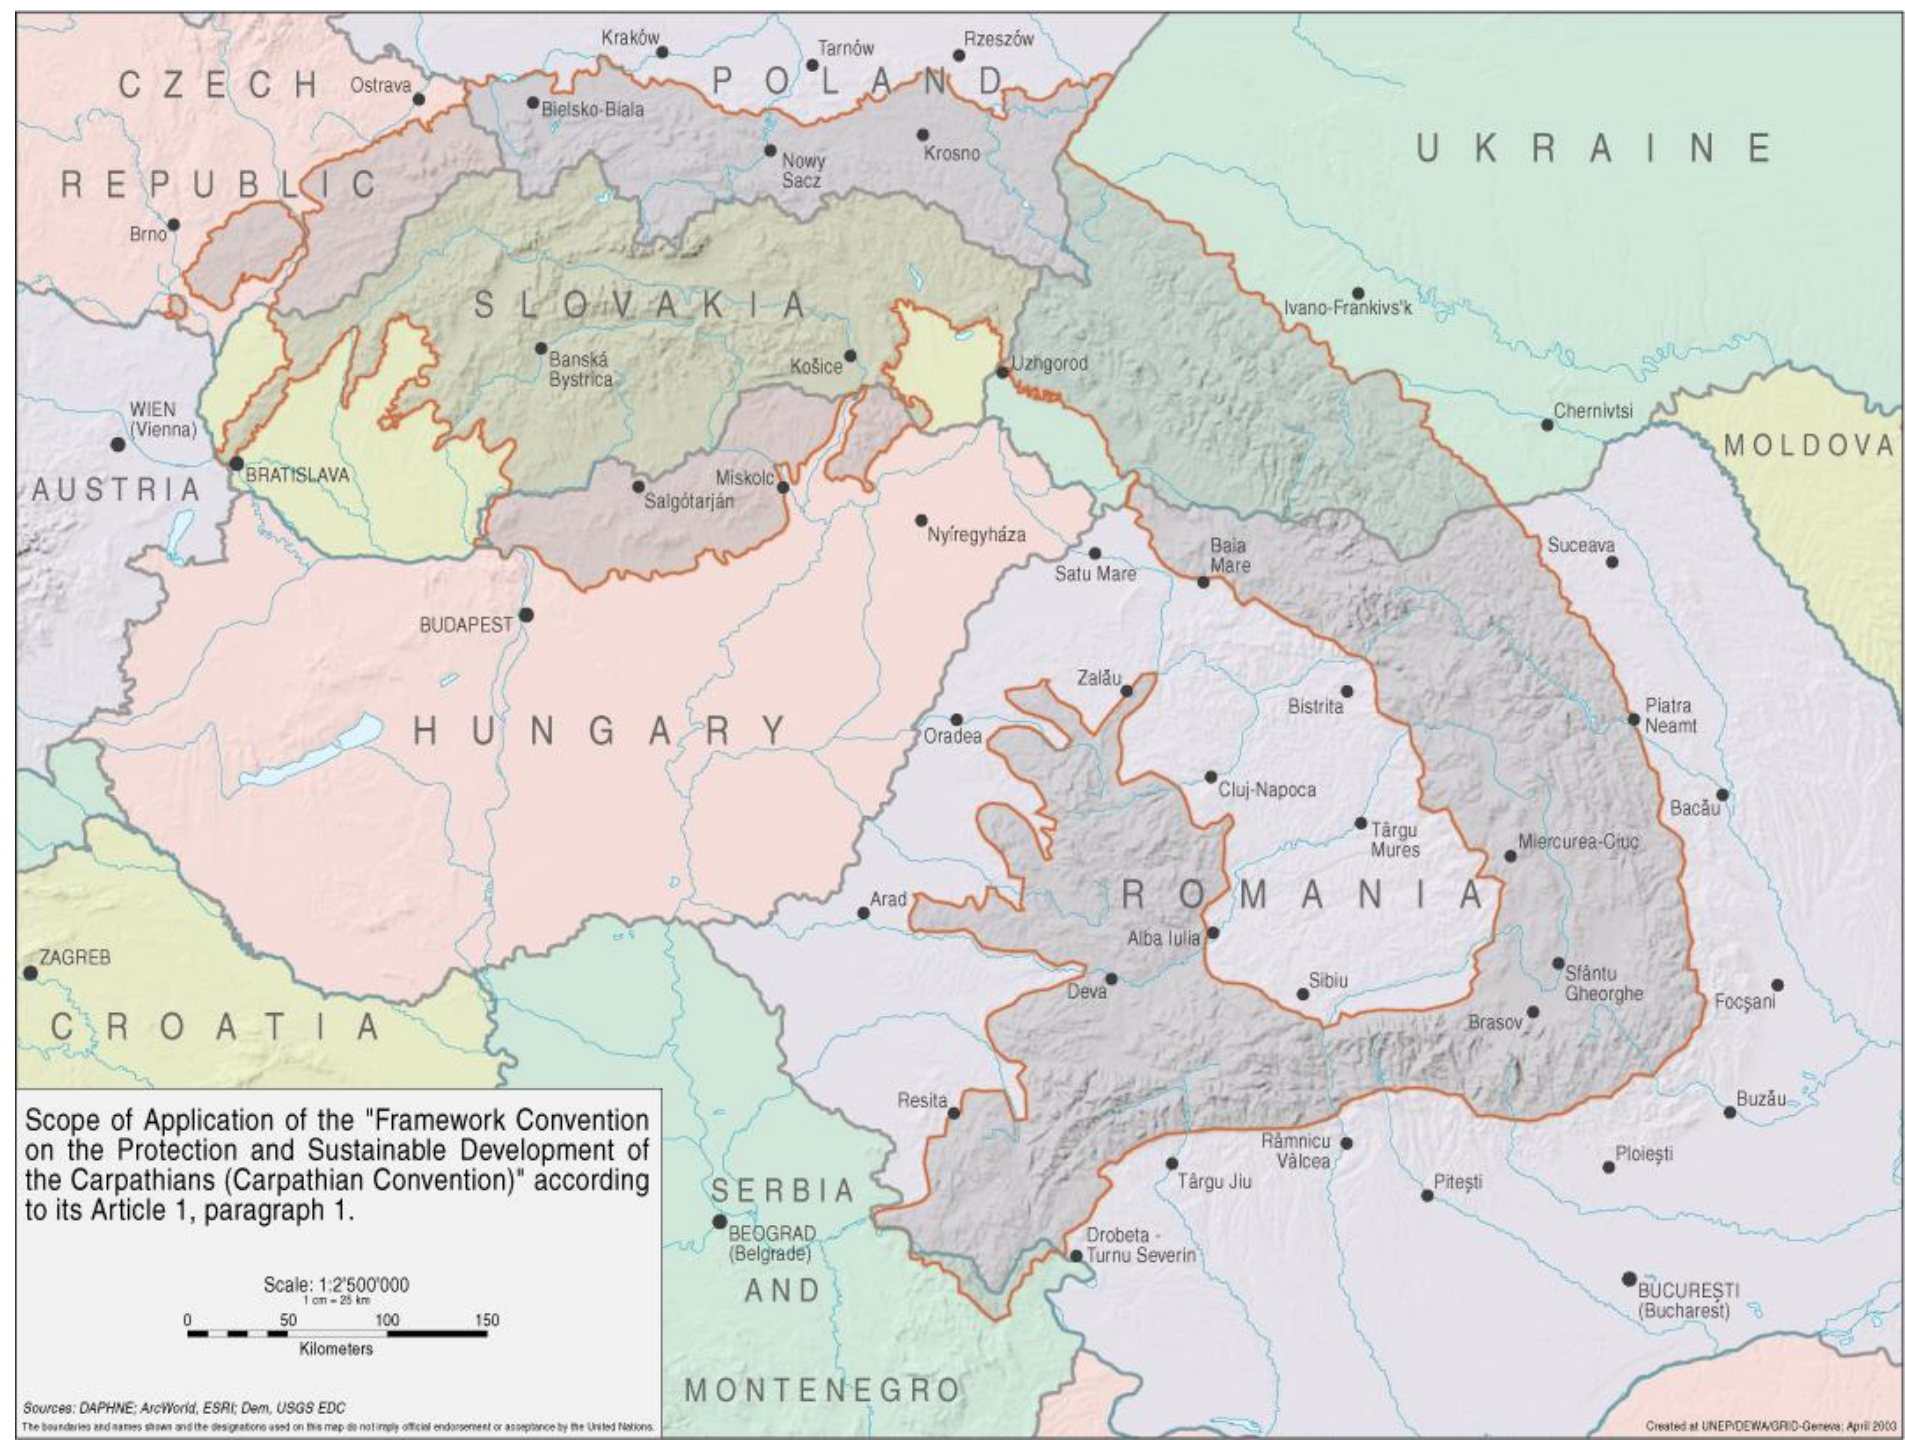 Kraków
Tarnów
Rzeszów
CZECH
Ostrava
POLAND
Bielsko-Biala
UKRAINE
Krosno
Nowy
Sacz
REPUBLIC
Brno
SLOVAKIA
Ivano-Frankivs'k
Banská
Bystrica
Košice
Uzhgorod
WIEN
(Vienna)
Chernivtsi
MOLDOVA
BRATISLAVA
AUSTRIA
Miskolc
Salgótarján
Nyíregyháza
Baia
Mare
Suceava
Satu Mare
BUDAPEST
Zalău
Bistrita
Piatra
Neamt
HUNGARY
Oradea
Cluj-Napoca
Bacău
Târgu
Mures
Miercurea-Ciuc
ROMANIA
Arad
Alba Iulia
ZAGREB
Sfântu
Gheorghe
Sibiu
Deva
Focşani
CROATIA
Brasov
Resita
Buzău
Râmnicu
Vâlcea
Ploieşti
Târgu Jiu
Piteşti
SERBIA
BEOGRAD
(Belgrade)
Drobeta -
Turnu Severin
AND
BUCUREŞTI
(Bucharest)
MONTENEGRO
Scope of Application of the "Framework Convention
on the Protection and Sustainable Development of
the Carpathians (Carpathian Convention)" according
to its Article 1, paragraph 1.
Scale: 1:2'500'000
1 cm = 25 km
0 50 100 150
Kilometers
Sources: DAPHNE; ArcWorld, ESRI; Dem, USGS EDC
The boundaries and names shown and the designations used on this map do not imply official endorsement or acceptance by the United Nations.
Created at UNEP/DEWA/GRID-Geneva; April 2003